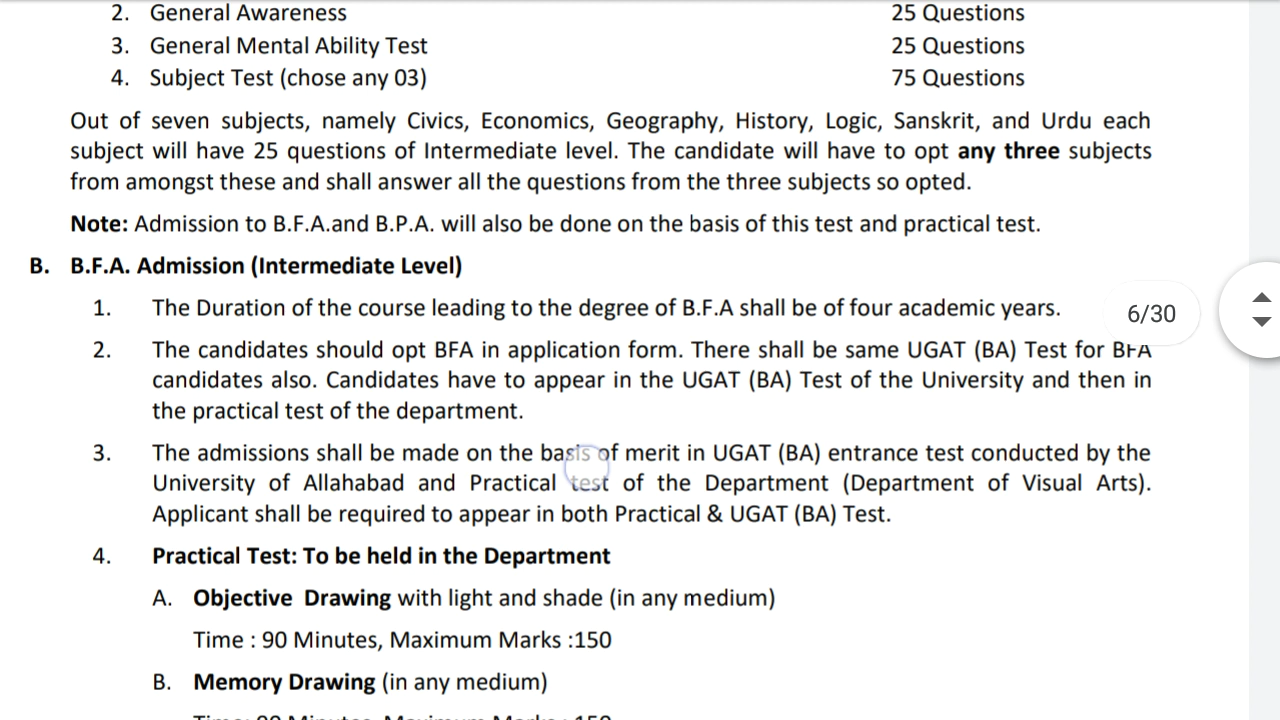 2. General Awareness 25 Questions
3. General Mental Ability Test 25 Questions
4. Subject Test (chose any 03) 75 Questions
Out of seven subjects, namely Civics, Economics, Geography, History, Logic, Sanskrit, and Urdu each
subject will have 25 questions of Intermediate level. The candidate will have to opt any three subjects
from amongst these and shall answer all the questions from the three subjects so opted.
Note: Admission to B.F.A.and B.P.A. will also be done on the basis of this test and practical test.
B. B.F.A. Admission (Intermediate Level)
1. The Duration of the course leading to the degree of B.F.A shall be of four academic years.
6/30
2. The candidates should opt BFA in application form. There shall be same UGAT (BA) Test for BFA
candidates also. Candidates have to appear in the UGAT (BA) Test of the University and then in
the practical test of the department.
3. The admissions shall be made on the basis of merit in UGAT (BA) entrance test conducted by the
University of Allahabad and Practical test of the Department (Department of Visual Arts).
Applicant shall be required to appear in both Practical & UGAT (BA) Test.
4. Practical Test: To be held in the Department
A. Objective Drawing with light and shade (in any medium)
Time : 90 Minutes, Maximum Marks :150
B. Memory Drawing (in any medium)